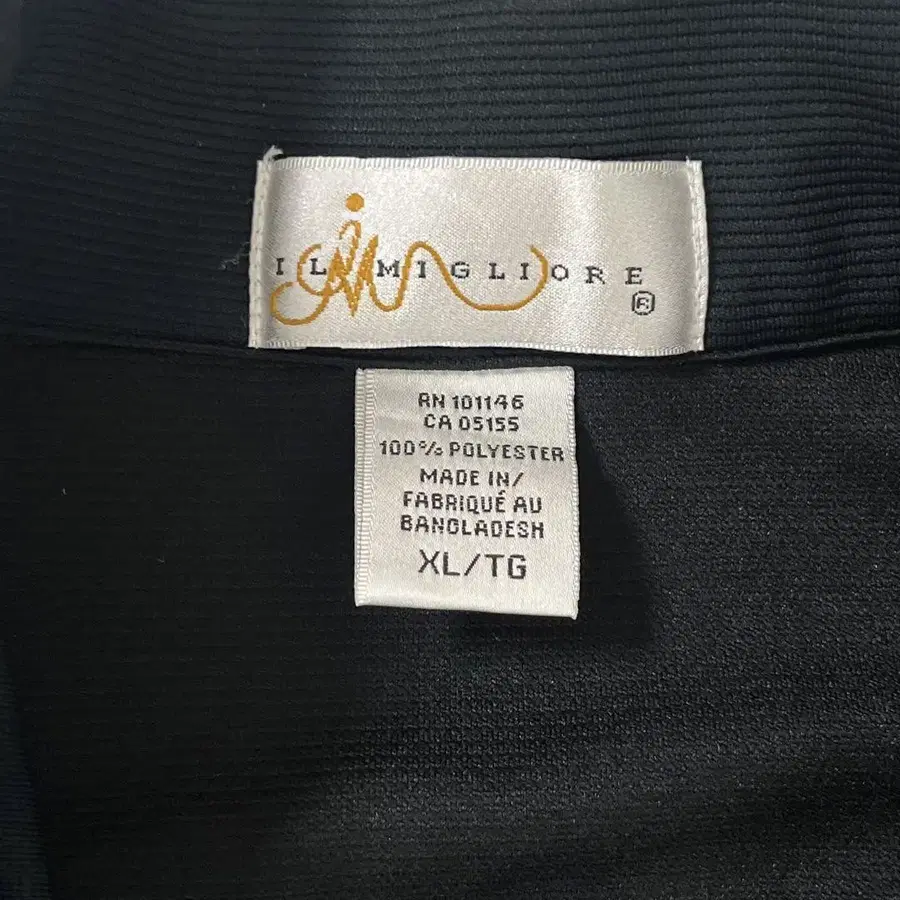 IL MIGLIORE
®
RN 101146
CA 05155
100% POLYESTER
MADE IN/
FABRIQUÉ AU
BANGLADESH
XL/TG